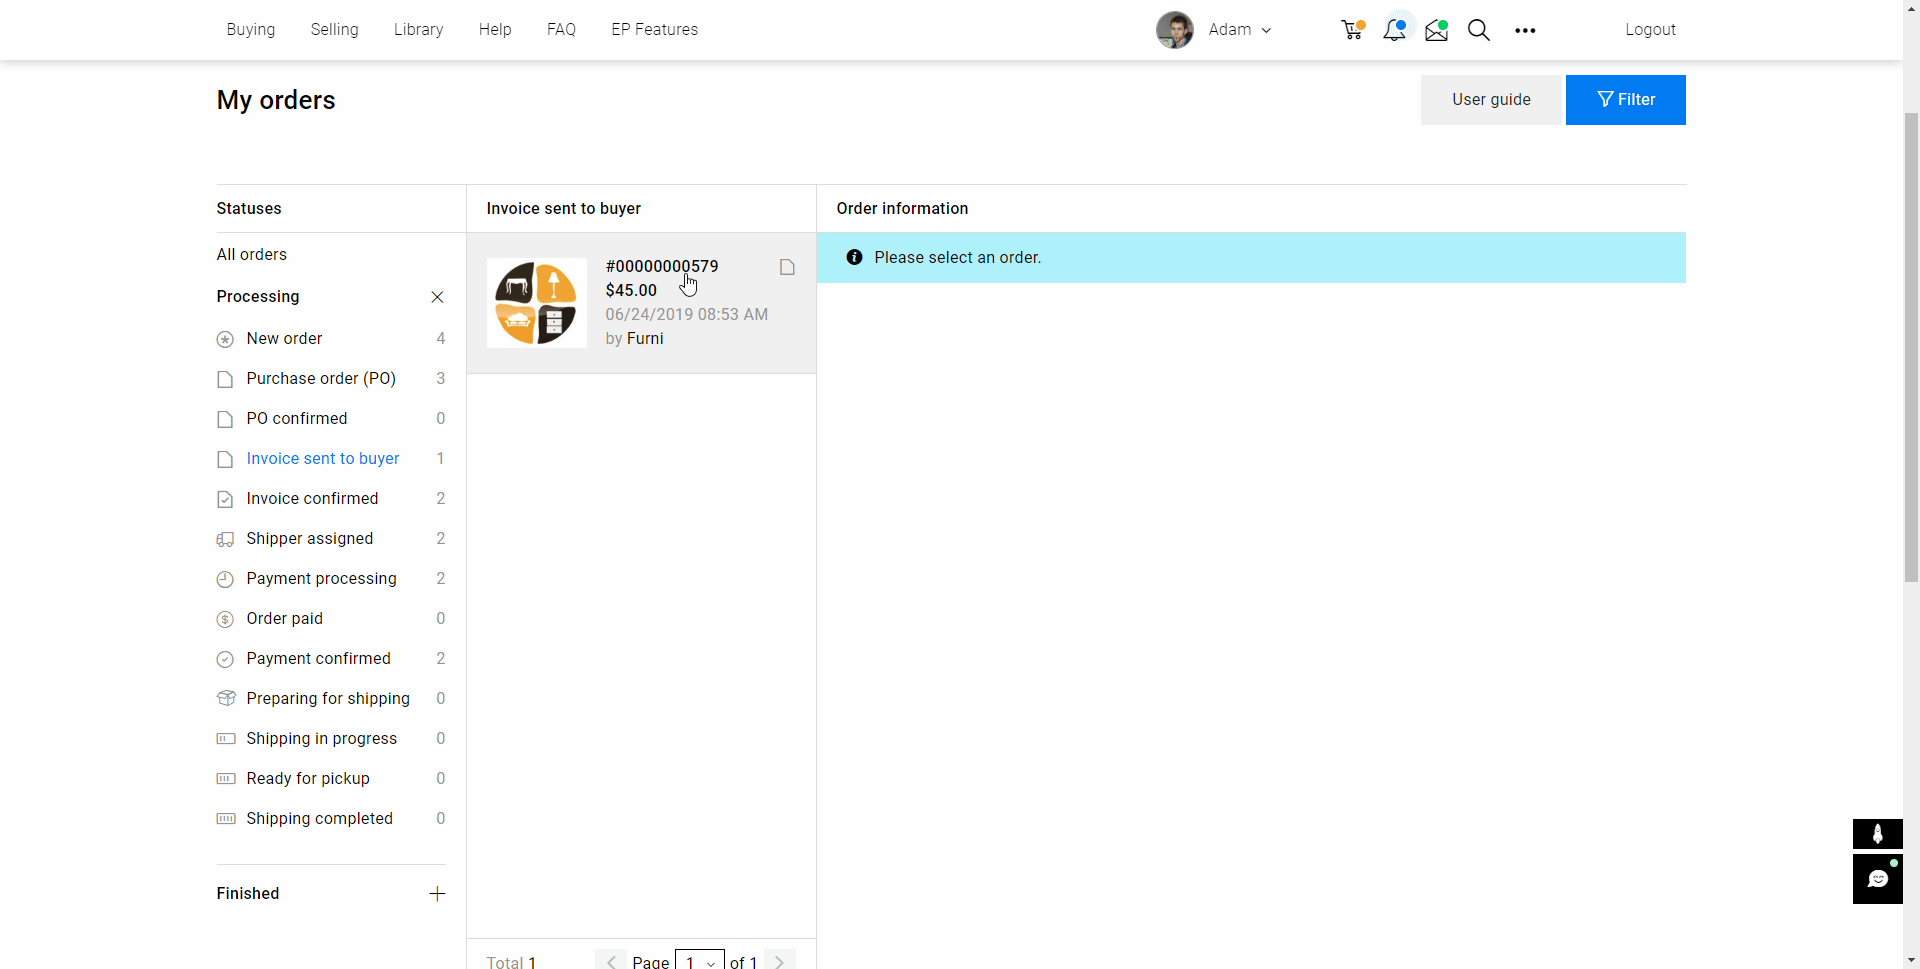 Buying Selling Library Help FAQ EP Features Adam Logout
My orders
User guide Filter
Statuses Invoice sent to buyer Order information
All orders
Processing
New order 4
Purchase order (PO) 3
PO confirmed 0
Invoice sent to buyer 1
Invoice confirmed 2
Shipper assigned 2
Payment processing 2
Order paid 0
Payment confirmed 2
Preparing for shipping 0
Shipping in progress 0
Ready for pickup 0
Shipping completed 0
Finished
#00000000579
$45.00
06/24/2019 08:53 AM
by Furni
Total 1 Page 1 of 1
Please select an order.